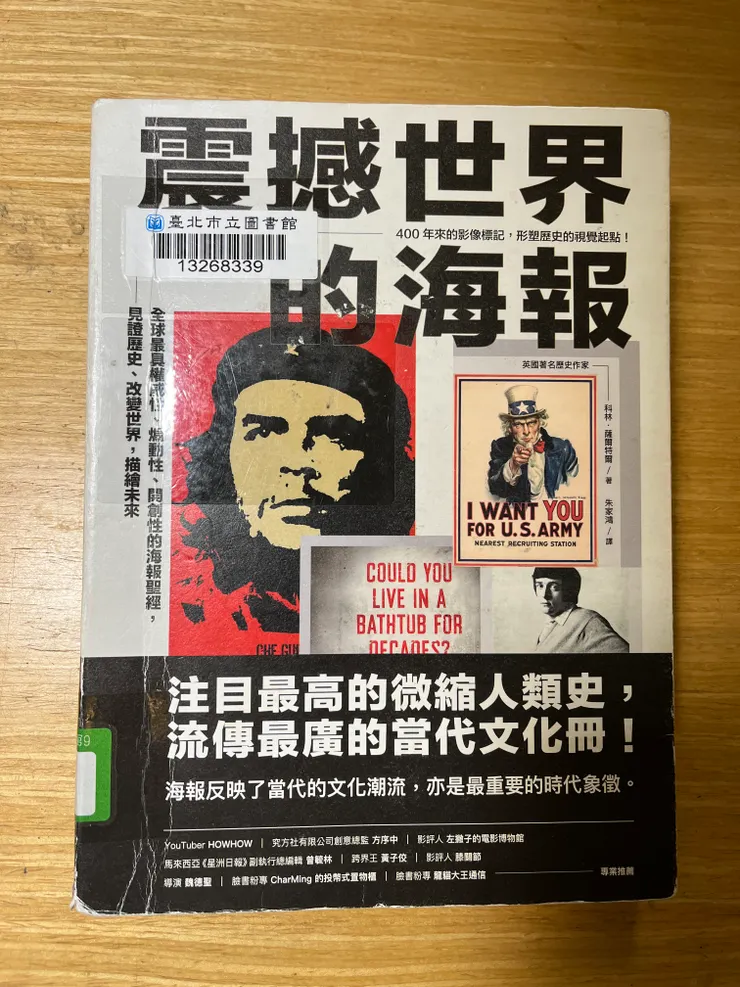 震撼世界
臺北市立圖書館
13268339
400 年來的影像標記，形塑歷史的視覺起點！
的海報
全球最具權威性、煽動性、開創性的海報聖經，
見證歷史、改變世界，描繪未來
英國著名歷史作家
科林．薩爾特爾／著
朱家鴻／譯
I WANT YOU
FOR U.S. ARMY
NEAREST RECRUITING STATION
COULD YOU
LIVE IN A
BATHTUB FOR
DECADES?
CHE GU
注目最高的微縮人類史，
流傳最廣的當代文化冊！
海報反映了當代的文化潮流，亦是最重要的時代象徵。
YouTuber HOWHOW ｜ 究方社有限公司創意總監 方序中 ｜ 影評人 左撇子的電影博物館
馬來西亞《星洲日報》副執行總編輯 曾毓林 ｜ 跨界王 黃子佼 ｜ 影評人 膝關節
導演 魏德聖 ｜ 臉書粉專 CharMing 的投幣式置物櫃 ｜ 臉書粉專 龍貓大王通信
專業推薦